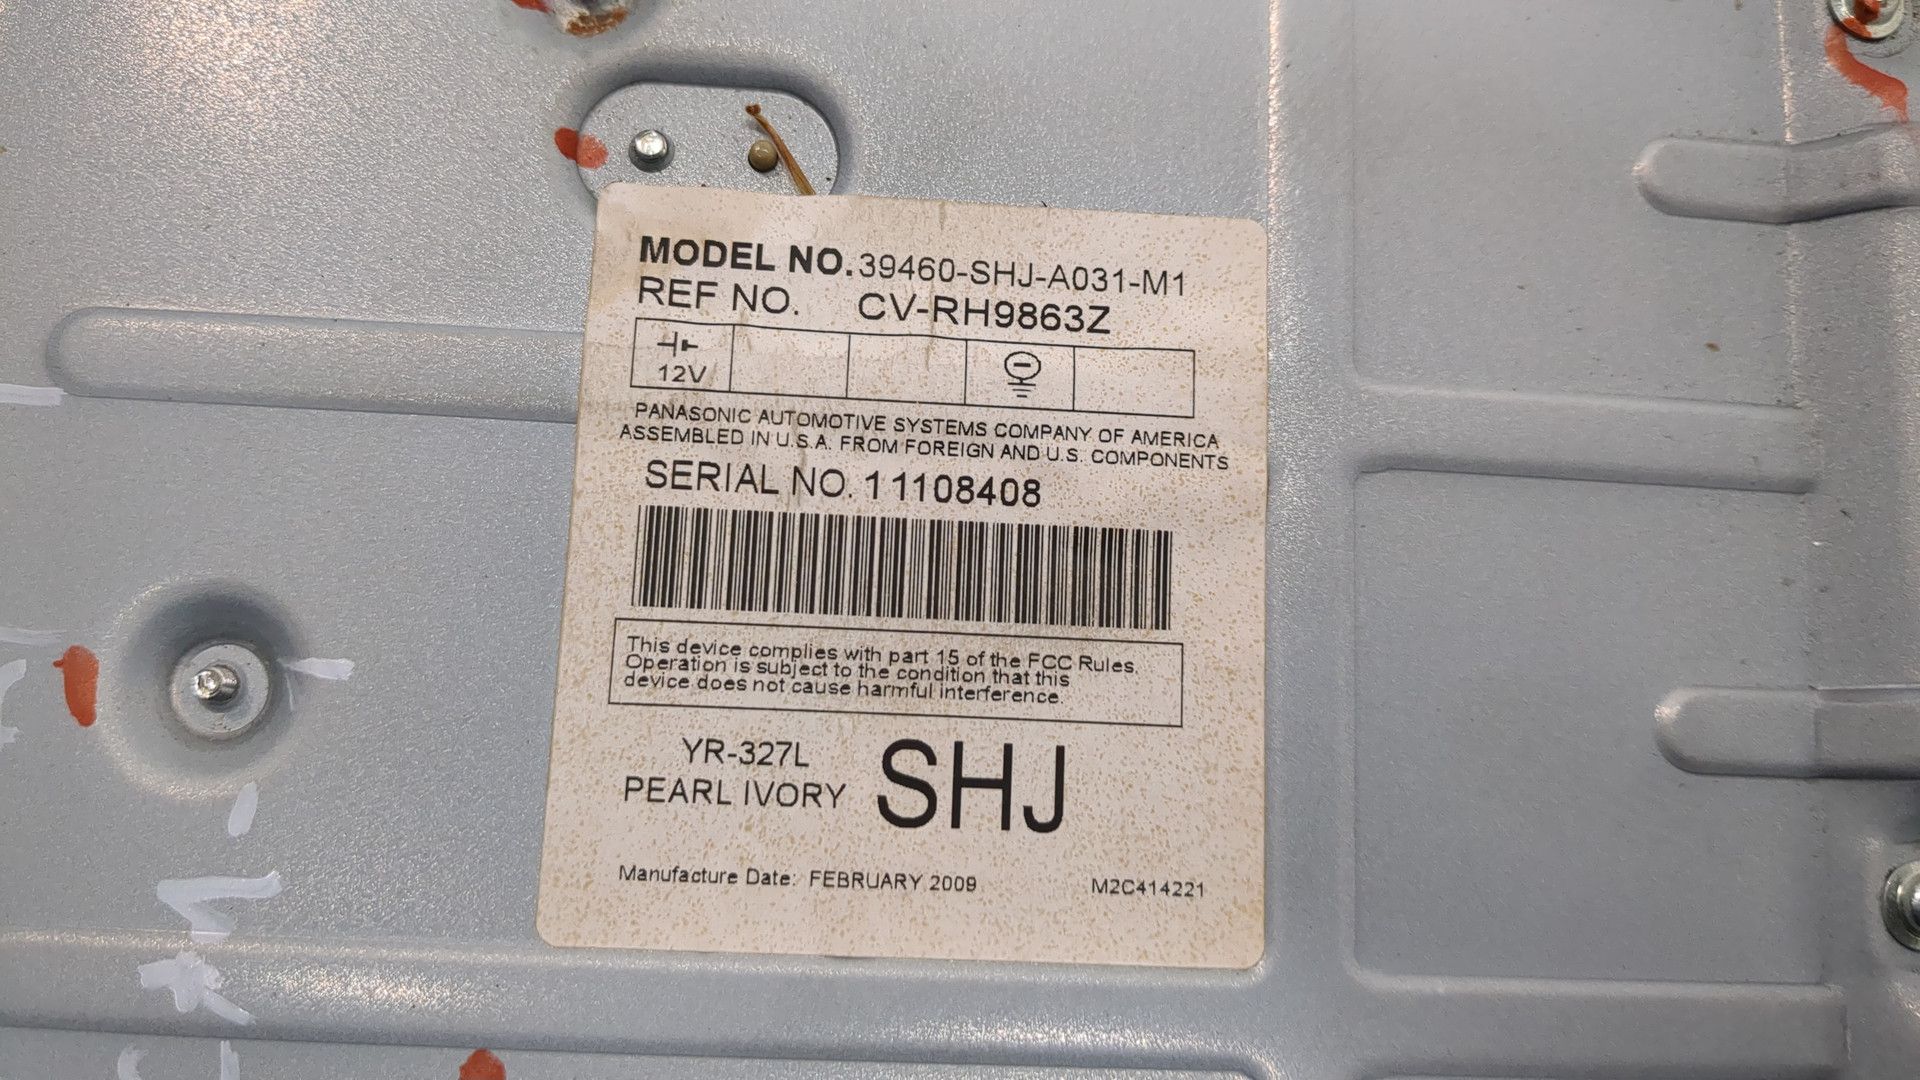 MODEL NO. 39460-SHJ-A031-M1
REF NO. CV-RH9863Z
12V
PANASONIC AUTOMOTIVE SYSTEMS COMPANY OF AMERICA
ASSEMBLED IN U.S.A. FROM FOREIGN AND U.S. COMPONENTS
SERIAL NO. 11108408
This device complies with part 15 of the FCC Rules.
Operation is subject to the condition that this
device does not cause harmful interference.
YR-327L
PEARL IVORY
SHJ
Manufacture Date: FEBRUARY 2009 M2C414221